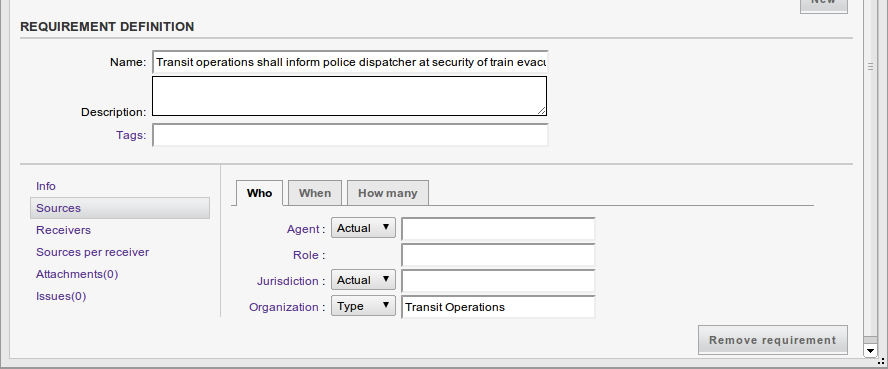 New
REQUIREMENT DEFINITION
Name: Transit operations shall inform police dispatcher at security of train
Description:
Tags:
Info
Sources
Receivers
Sources per receiver
Attachments(0)
Issues(0)
Who When How many
Agent : Actual
Role :
Jurisdiction : Actual
Organization : Type Transit Operations
Remove requirement